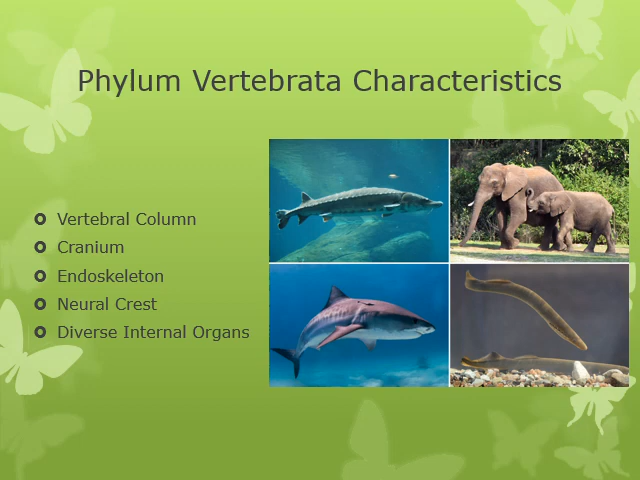 Phylum Vertebrata Characteristics
Vertebral Column
Cranium
Endoskeleton
Neural Crest
Diverse Internal Organs